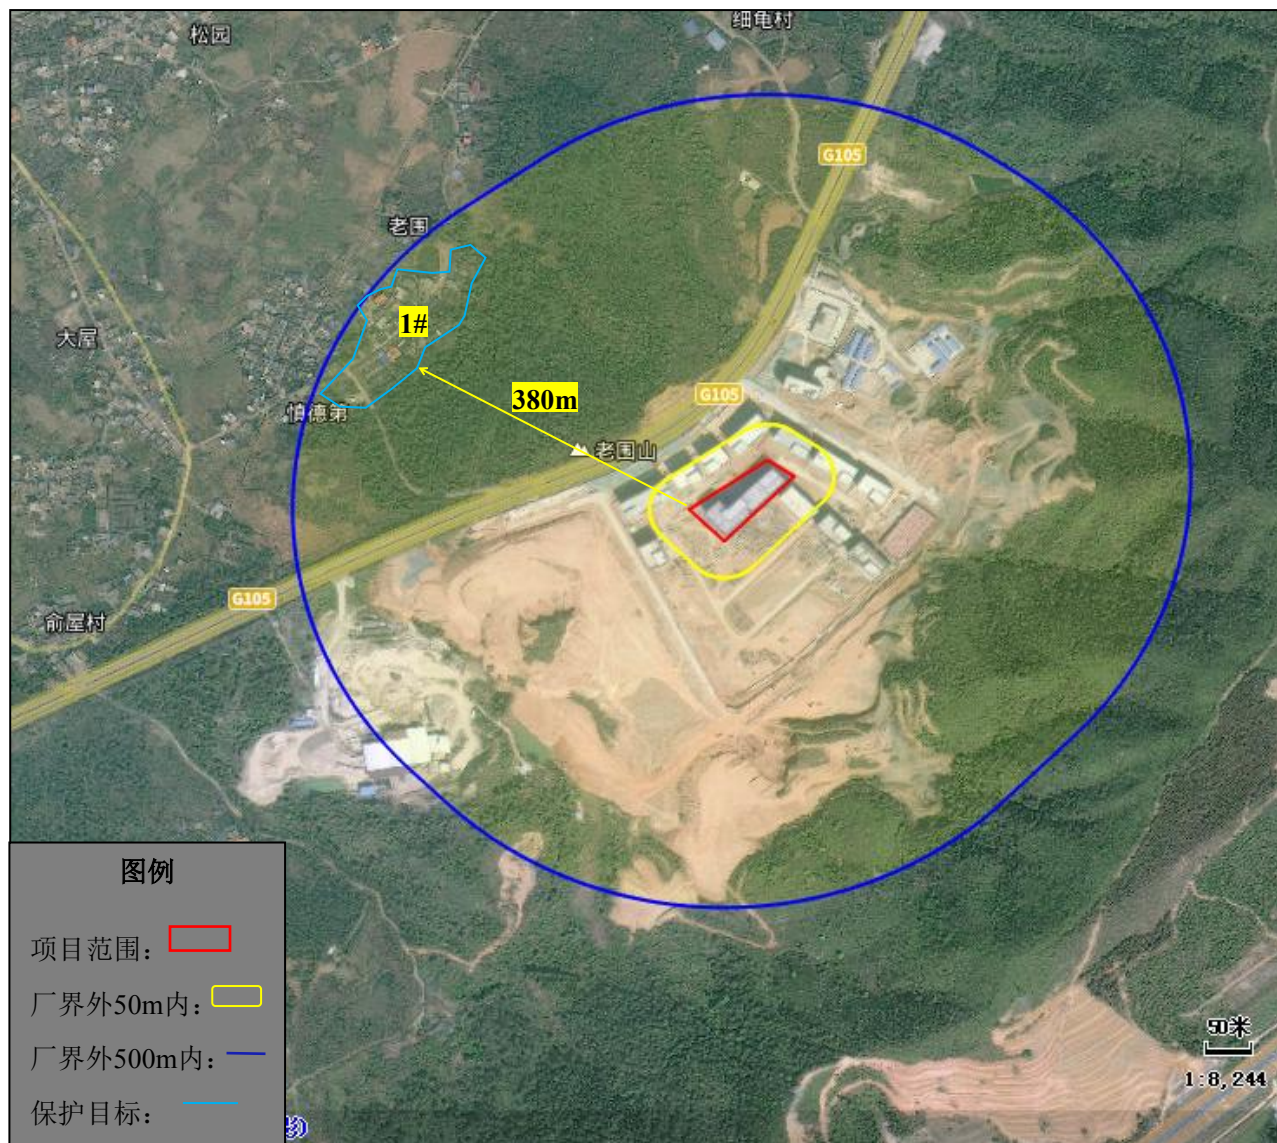 松园
细龟村
G105
老围
1#
大屋
380m
G105
怕德第
老围山
G105
俞屋村
图例
项目范围：
厂界外50m内：
厂界外500m内：
保护目标：
50米
1:8,244